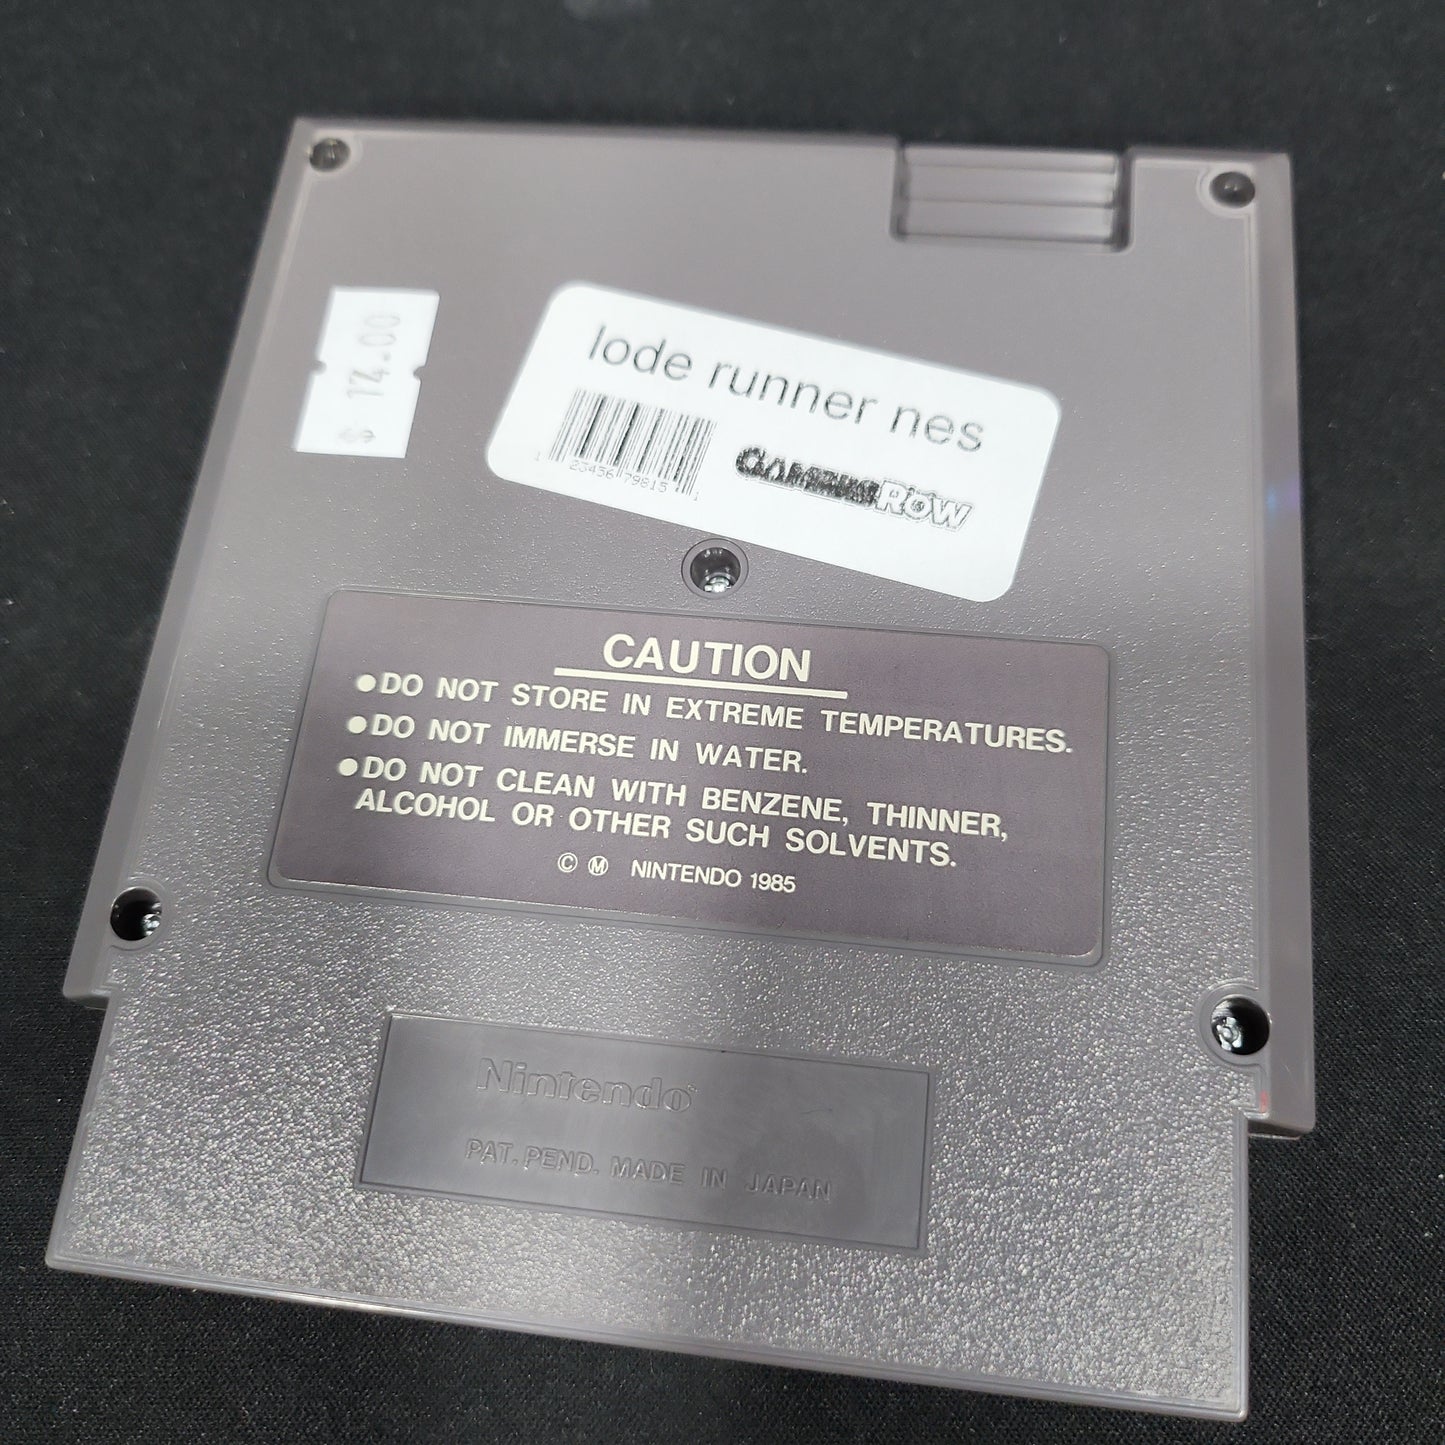 $ 14.00
lode runner nes
1 23456 79815 1
GAMERSROW
CAUTION
●DO NOT STORE IN EXTREME TEMPERATURES.
●DO NOT IMMERSE IN WATER.
●DO NOT CLEAN WITH BENZENE, THINNER,
ALCOHOL OR OTHER SUCH SOLVENTS.
© Ⓜ NINTENDO 1985
Nintendo
PAT. PEND. MADE IN JAPAN